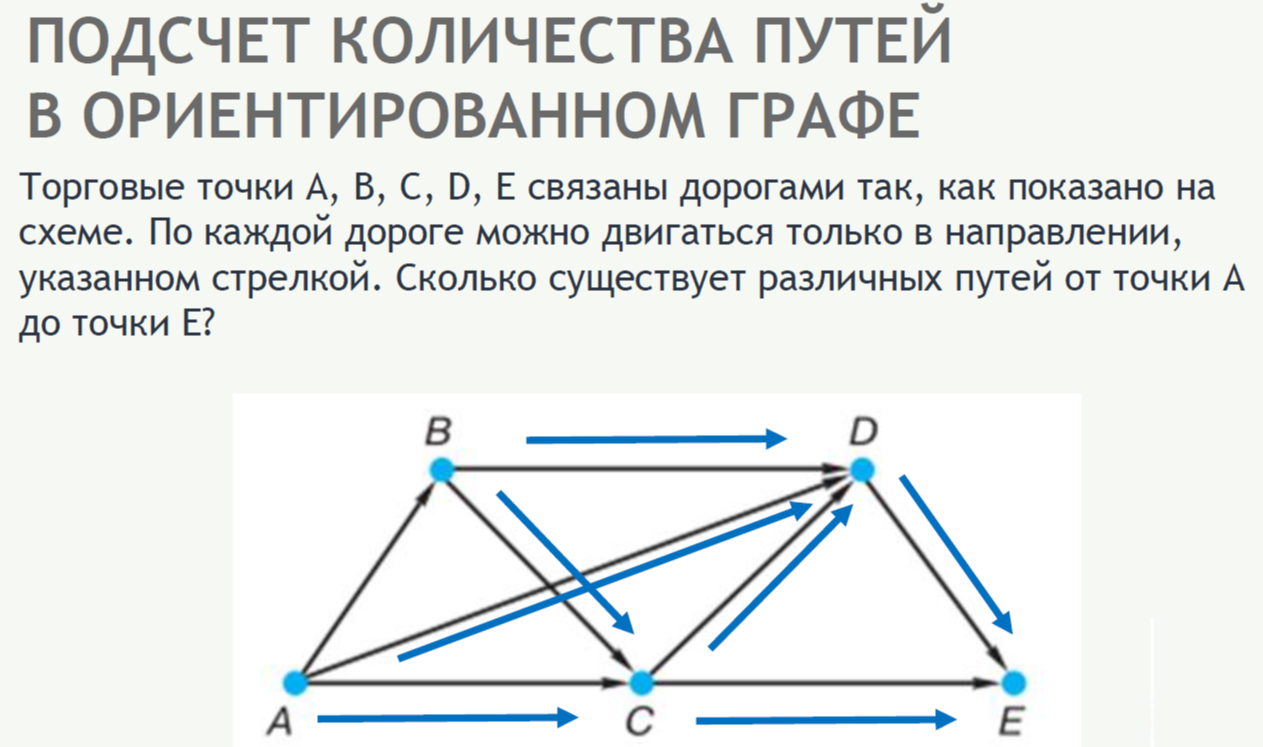 ПОДСЧЕТ КОЛИЧЕСТВА ПУТЕЙ
В ОРИЕНТИРОВАННОМ ГРАФЕ
Торговые точки A, B, C, D, E связаны дорогами так, как показано на
схеме. По каждой дороге можно двигаться только в направлении,
указанном стрелкой. Сколько существует различных путей от точки A
до точки E?
B
D
A
C
E